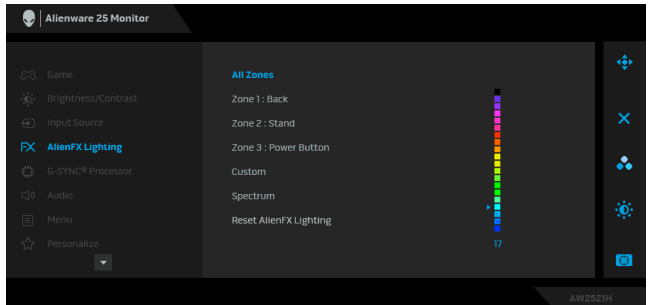 Alienware 25 Monitor
Game
Brightness/Contrast
Input Source
FX AlienFX Lighting
G-SYNC® Processor
Audio
Menu
Personalize
All Zones
Zone 1 : Back
Zone 2 : Stand
Zone 3 : Power Button
Custom
Spectrum
Reset AlienFX Lighting
17
AW2521H